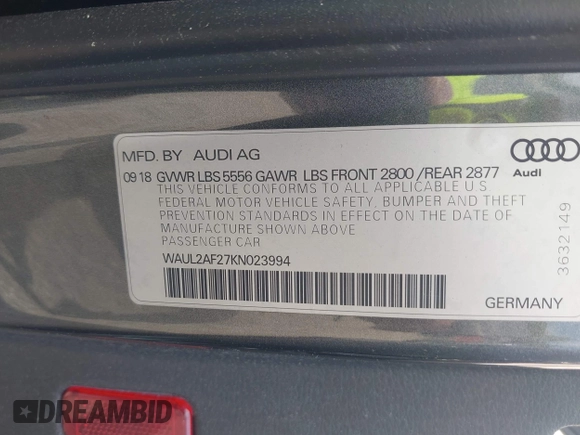 MFD. BY AUDI AG
09 18 GVWR LBS 5556 GAWR LBS FRONT 2800 /REAR 2877
THIS VEHICLE CONFORMS TO ALL APPLICABLE U S
FEDERAL MOTOR VEHICLE SAFETY, BUMPER AND THEFT
PREVENTION STANDARDS IN EFFECT ON THE DATE OF
MANUFACTURE SHOWN ABOVE
PASSENGER CAR
WAUL2AF27KN023994
Audi
3632149
GERMANY
DREAMBID